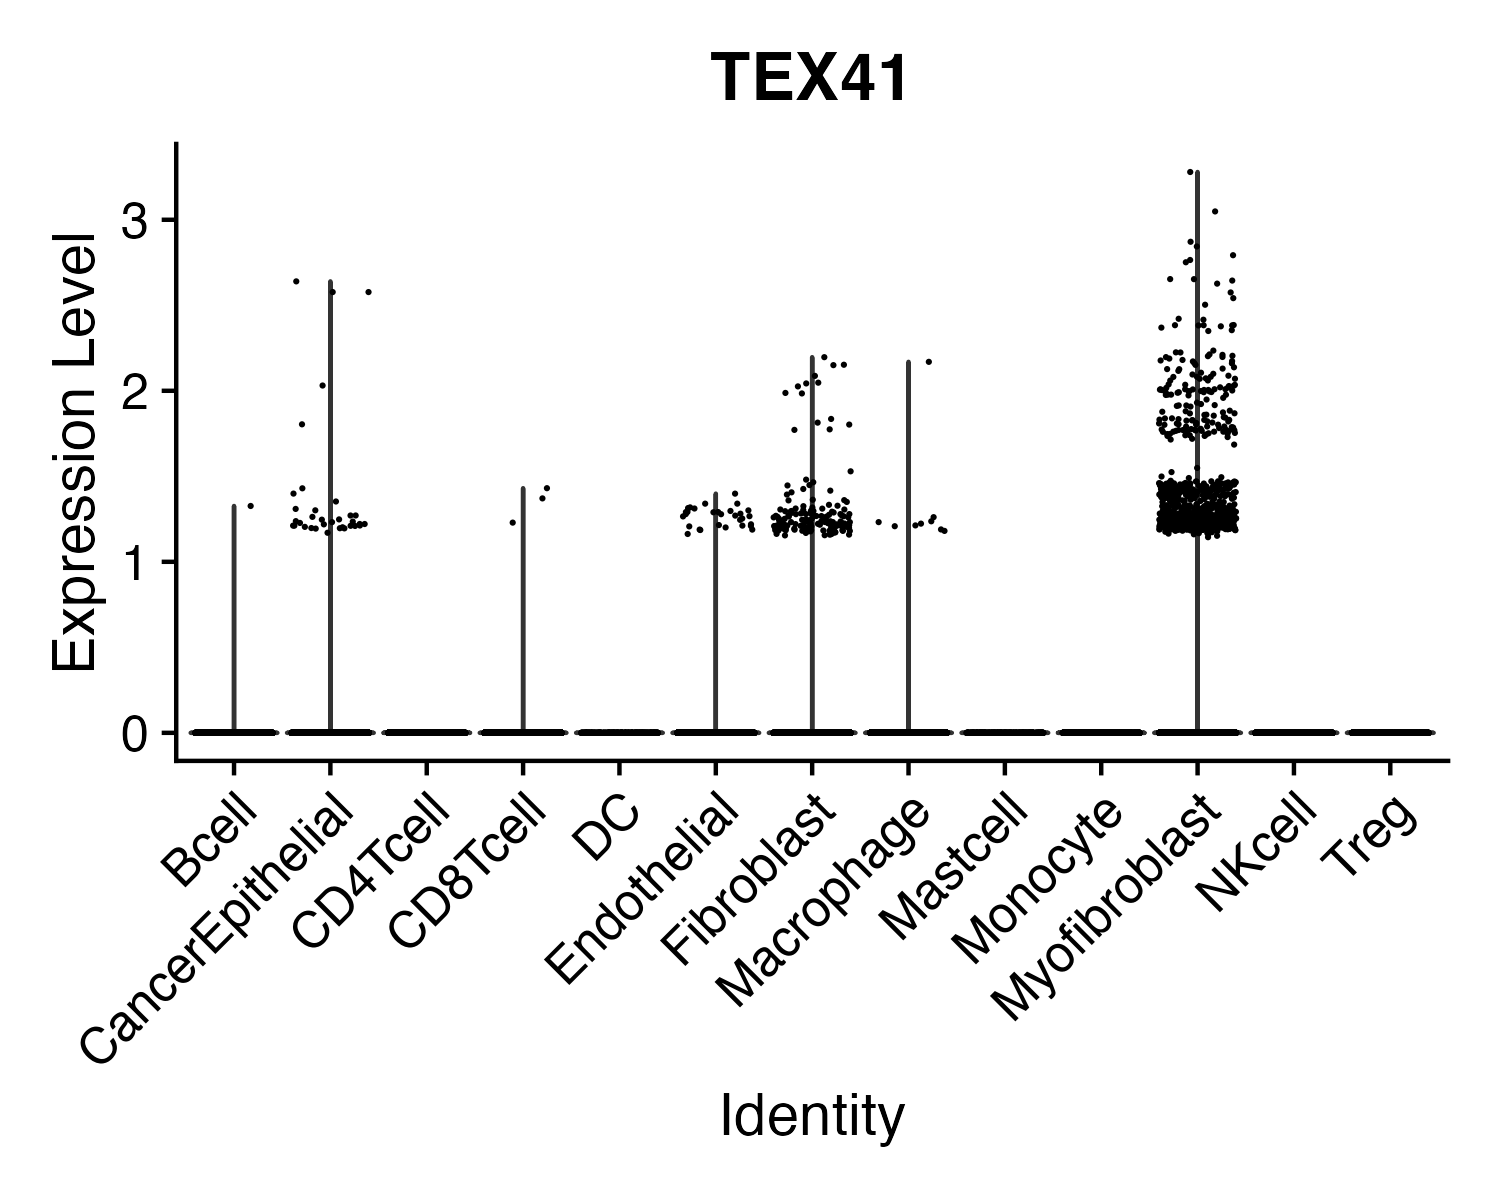 TEX41
Expression Level
3
2
1
0
Bcell
CancerEpithelial
CD4Tcell
CD8Tcell
DC
Endothelial
Fibroblast
Macrophage
Mastcell
Monocyte
Myofibroblast
NKcell
Treg
Identity